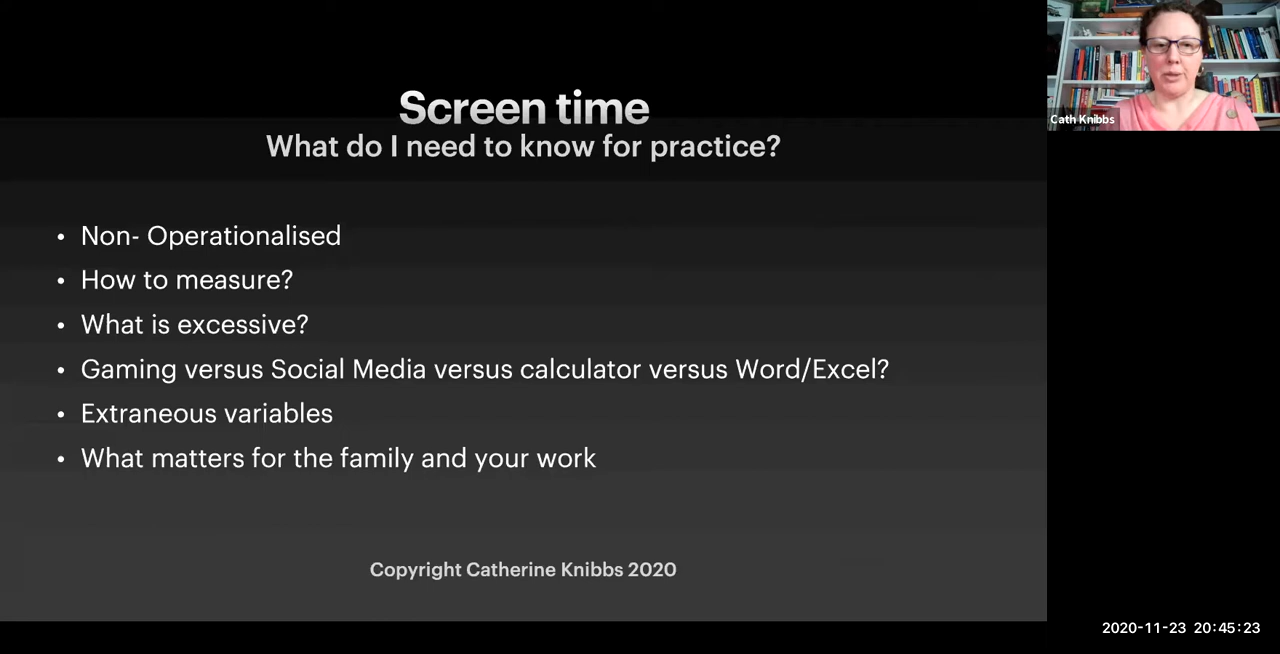 Screen time
What do I need to know for practice?
• Non- Operationalised
• How to measure?
• What is excessive?
• Gaming versus Social Media versus calculator versus Word/Excel?
• Extraneous variables
• What matters for the family and your work
Copyright Catherine Knibbs 2020
Cath Knibbs
2020-11-23 20:45:23